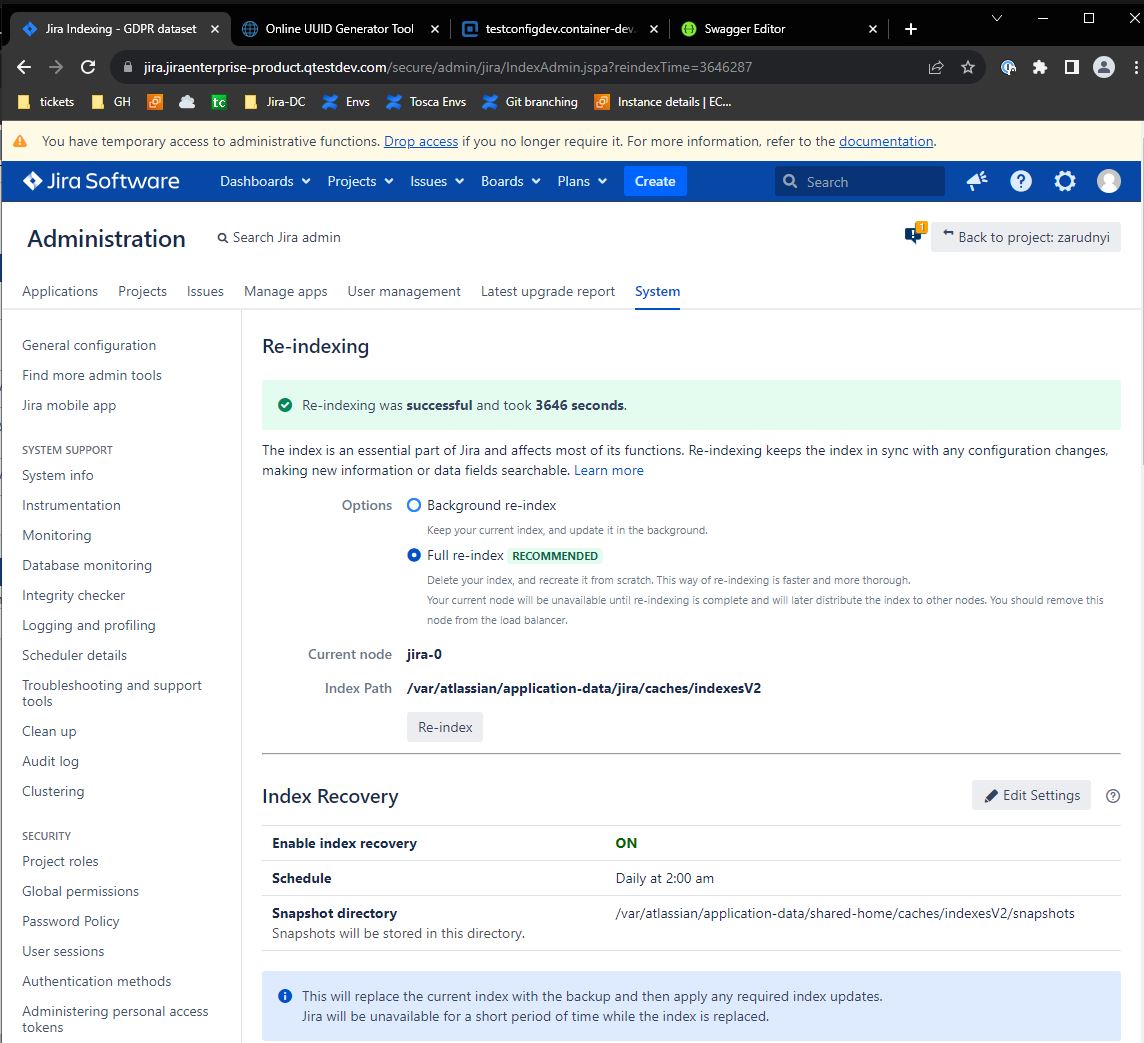 Jira Indexing - GDPR dataset
Online UUID Generator Tool
testconfigdev.container-dev.
Swagger Editor
jira.jiraenterprise-product.qtestdev.com/secure/admin/jira/IndexAdmin.jspa?reindexTime=3646287
tickets GH tc Jira-DC Envs Tosca Envs Git branching Instance details | EC...
You have temporary access to administrative functions. Drop access if you no longer require it. For more information, refer to the documentation.
Jira Software Dashboards Projects Issues Boards Plans Create Search
Administration Search Jira admin 1 Back to project: zarudnyi
Applications Projects Issues Manage apps User management Latest upgrade report System
General configuration
Find more admin tools
Jira mobile app
SYSTEM SUPPORT
System info
Instrumentation
Monitoring
Database monitoring
Integrity checker
Logging and profiling
Scheduler details
Troubleshooting and support
tools
Clean up
Audit log
Clustering
SECURITY
Project roles
Global permissions
Password Policy
User sessions
Authentication methods
Administering personal access
tokens
Re-indexing
Re-indexing was successful and took 3646 seconds.
The index is an essential part of Jira and affects most of its functions. Re-indexing keeps the index in sync with any configuration changes,
making new information or data fields searchable. Learn more
Options Background re-index
Keep your current index, and update it in the background.
Full re-index RECOMMENDED
Delete your index, and recreate it from scratch. This way of re-indexing is faster and more thorough.
Your current node will be unavailable until re-indexing is complete and will later distribute the index to other nodes. You should remove this
node from the load balancer.
Current node jira-0
Index Path /var/atlassian/application-data/jira/caches/indexesV2
Re-index
Index Recovery Edit Settings
Enable index recovery ON
Schedule Daily at 2:00 am
Snapshot directory /var/atlassian/application-data/shared-home/caches/indexesV2/snapshots
Snapshots will be stored in this directory.
This will replace the current index with the backup and then apply any required index updates.
Jira will be unavailable for a short period of time while the index is replaced.